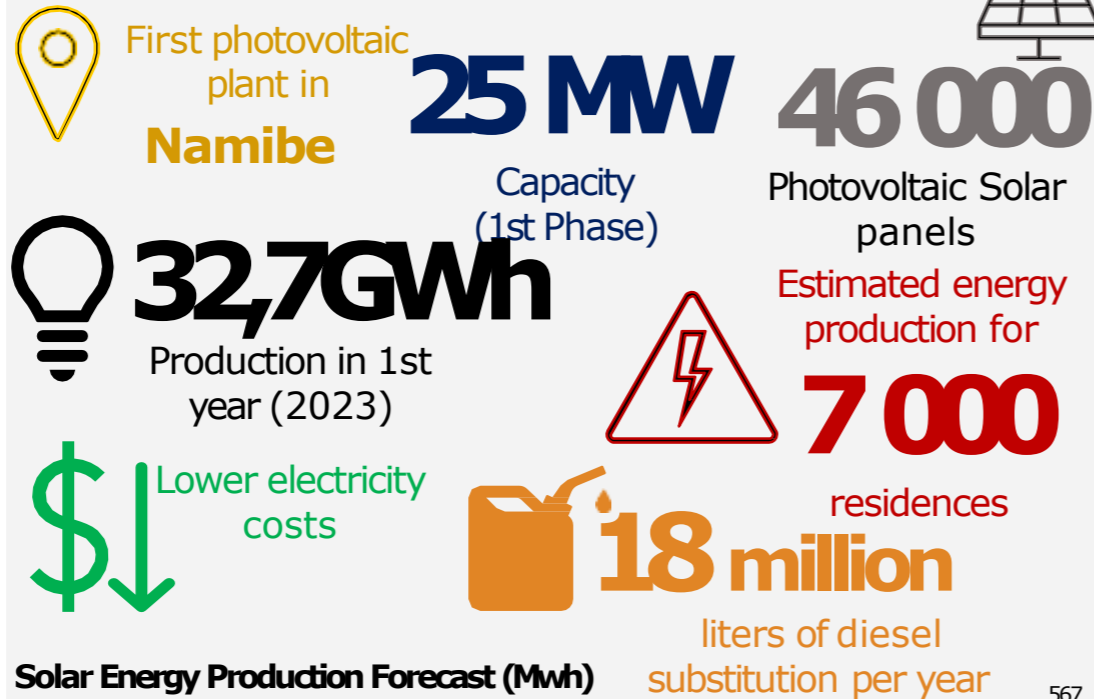 First photovoltaic
plant in
Namibe
25 MW
Capacity
(1st Phase)
46 000
Photovoltaic Solar
panels
32,7GWh
Production in 1st
year (2023)
Estimated energy
production for
7 000
residences
Lower electricity
costs
18 million
liters of diesel
substitution per year
Solar Energy Production Forecast (Mwh)
567